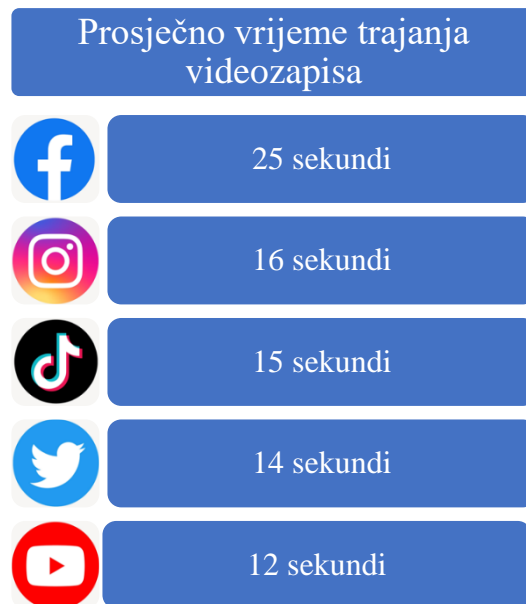 Prosječno vrijeme trajanja
videozapisa
25 sekundi
16 sekundi
15 sekundi
14 sekundi
12 sekundi